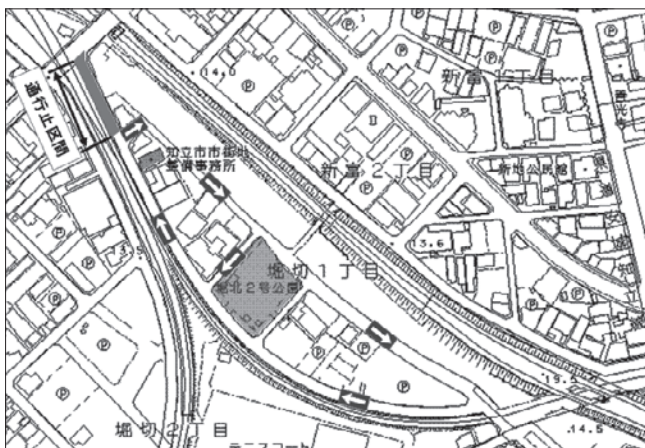 通行止区間
14.0
新富1丁目
知立市市街地
整備事務所
新富2丁目
新地公民館
13.5
13.6
堀切1丁目
堀北2号公園
堀切2丁目
テニスコート
14.5